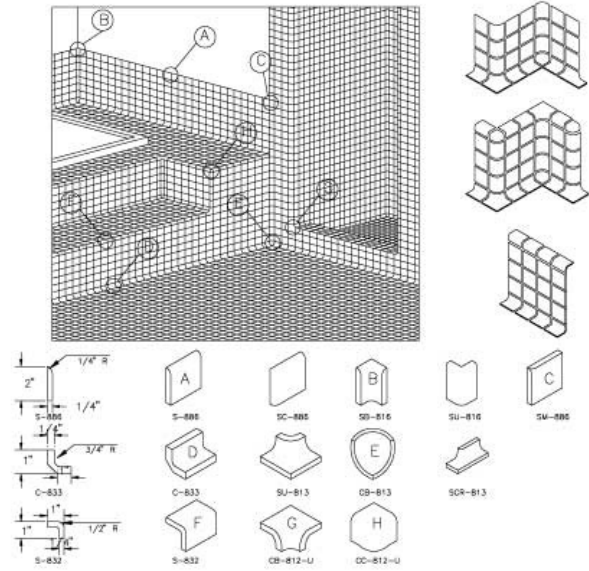 B
A
C
H
G
E
F
D
1/4" R
2"
1/4"
S-886
A
S-886
SC-886
B
SB-816
SU-816
C
SM-886
1/4"
3/4" R
1"
C-833
D
C-833
SU-813
E
CB-813
SCR-813
1"
1/2" R
1"
S-832
F
S-832
G
CB-812-U
H
CC-812-U